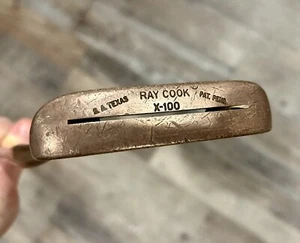 RAY COOK
S. A. TEXAS X-100 PAT. PEND.